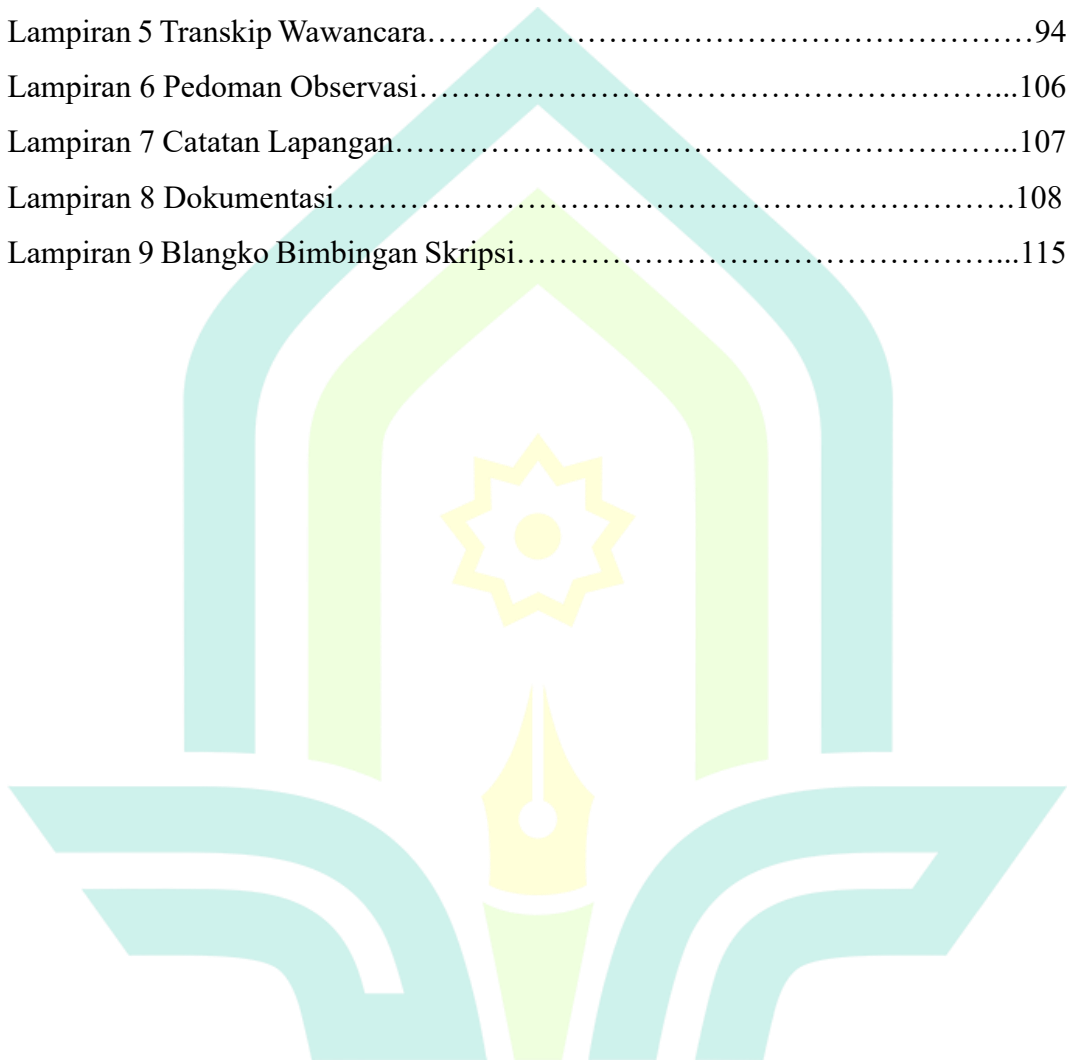 Lampiran 5 Transkip Wawancara……………………………………………………94
Lampiran 6 Pedoman Observasi…………………………………………………...106
Lampiran 7 Catatan Lapangan……………………………………………………..107
Lampiran 8 Dokumentasi………………………………………………………….108
Lampiran 9 Blangko Bimbingan Skripsi…………………………………………...115